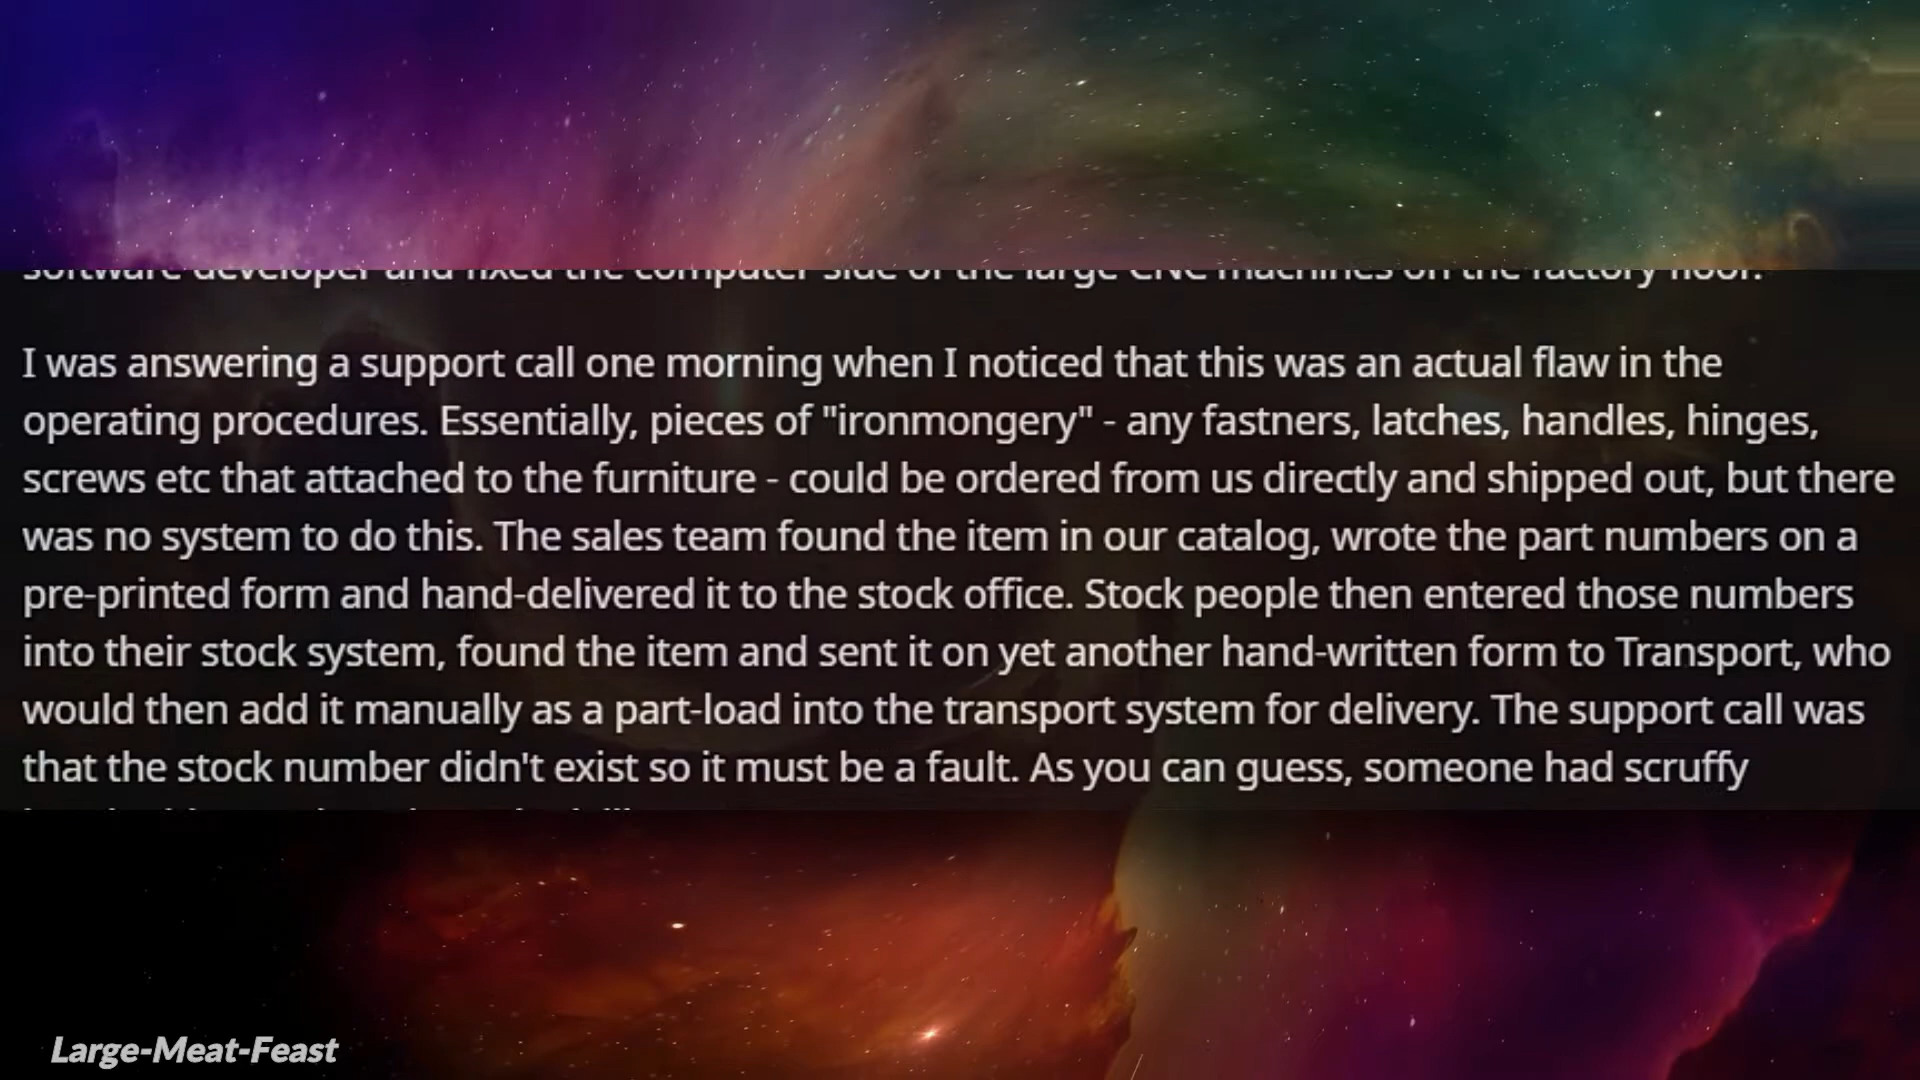 software developer and fixed the computer side of the large CNC machines on the factory floor.
I was answering a support call one morning when I noticed that this was an actual flaw in the
operating procedures. Essentially, pieces of "ironmongery" - any fastners, latches, handles, hinges,
screws etc that attached to the furniture - could be ordered from us directly and shipped out, but there
was no system to do this. The sales team found the item in our catalog, wrote the part numbers on a
pre-printed form and hand-delivered it to the stock office. Stock people then entered those numbers
into their stock system, found the item and sent it on yet another hand-written form to Transport, who
would then add it manually as a part-load into the transport system for delivery. The support call was
that the stock number didn't exist so it must be a fault. As you can guess, someone had scruffy
Large-Meat-Feast